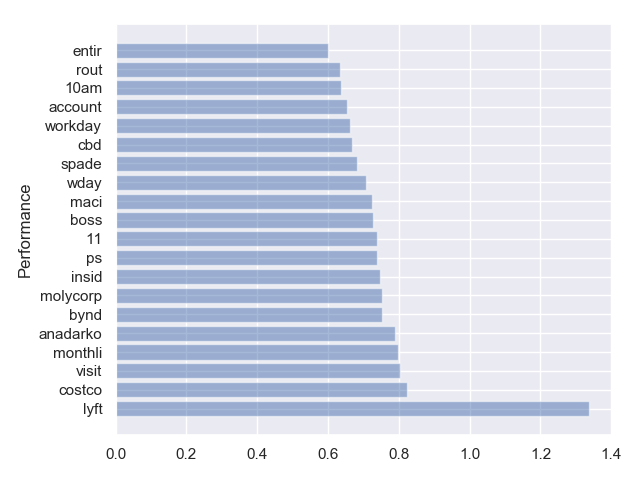 entir
rout
10am
account
workday
cbd
spade
wday
maci
boss
11
ps
insid
molycorp
bynd
anadarko
monthli
visit
costco
lyft
Performance
0.0 0.2 0.4 0.6 0.8 1.0 1.2 1.4